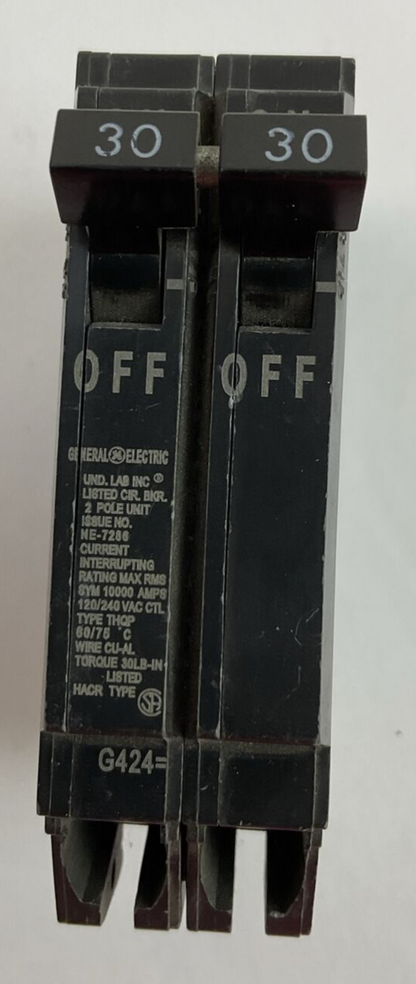 30 30
OFF OFF
GENERAL GE ELECTRIC
UND. LAB INC ®
LISTED CIR. BKR.
2 POLE UNIT
ISSUE NO.
NE-7286
CURRENT
INTERRUPTING
RATING MAX RMS
SYM 10000 AMPS
120/240 VAC CTL
TYPE THQP
60/75 °C
WIRE CU-AL
TORQUE 30LB-IN
LISTED
HACR TYPE SA
G424=